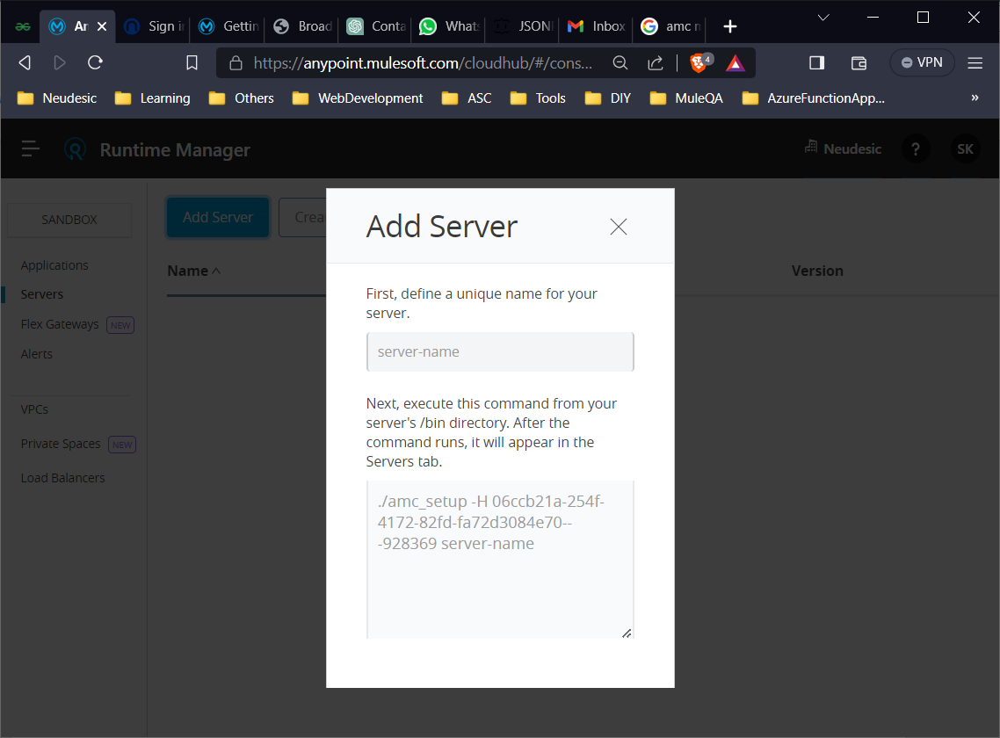 Ar
Sign i
Gettin
Broad
Conta
Whats
JSON
Inbox
amc n
https://anypoint.mulesoft.com/cloudhub/#/cons...
4
VPN
Neudesic
Learning
Others
WebDevelopment
ASC
Tools
DIY
MuleQA
AzureFunctionApp...
»
Runtime Manager
Neudesic
?
SK
SANDBOX
Applications
Servers
Flex Gateways NEW
Alerts
VPCs
Private Spaces NEW
Load Balancers
Add Server
Crea
Name
Version
Add Server
First, define a unique name for your
server.
server-name
Next, execute this command from your
server's /bin directory. After the
command runs, it will appear in the
Servers tab.
./amc_setup -H 06ccb21a-254f-
4172-82fd-fa72d3084e70--
-928369 server-name